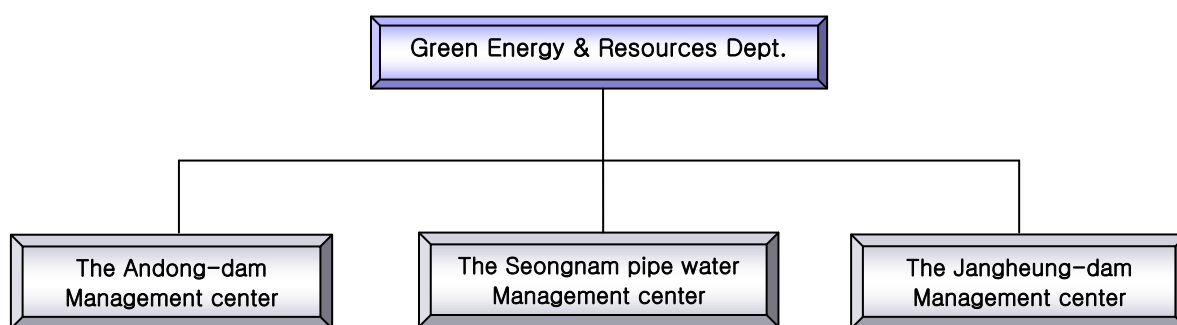 Green Energy & Resources Dept.
The Andong-dam
Management center
The Seongnam pipe water
Management center
The Jangheung-dam
Management center